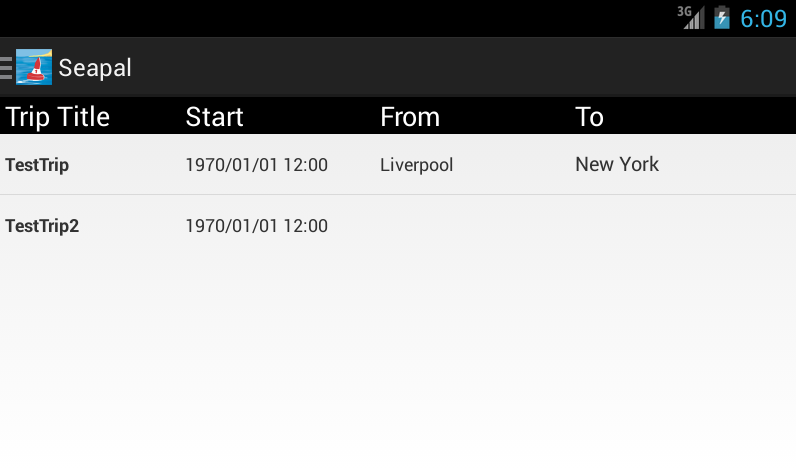 3G 6:09
Seapal
Trip Title Start From To
TestTrip 1970/01/01 12:00 Liverpool New York
TestTrip2 1970/01/01 12:00